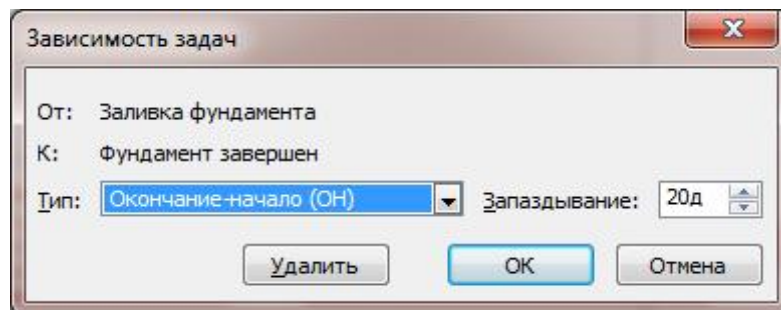 Зависимость задач
От: Заливка фундамента
К: Фундамент завершен
Тип: Окончание-начало (ОН) Запаздывание: 20д
Удалить ОК Отмена